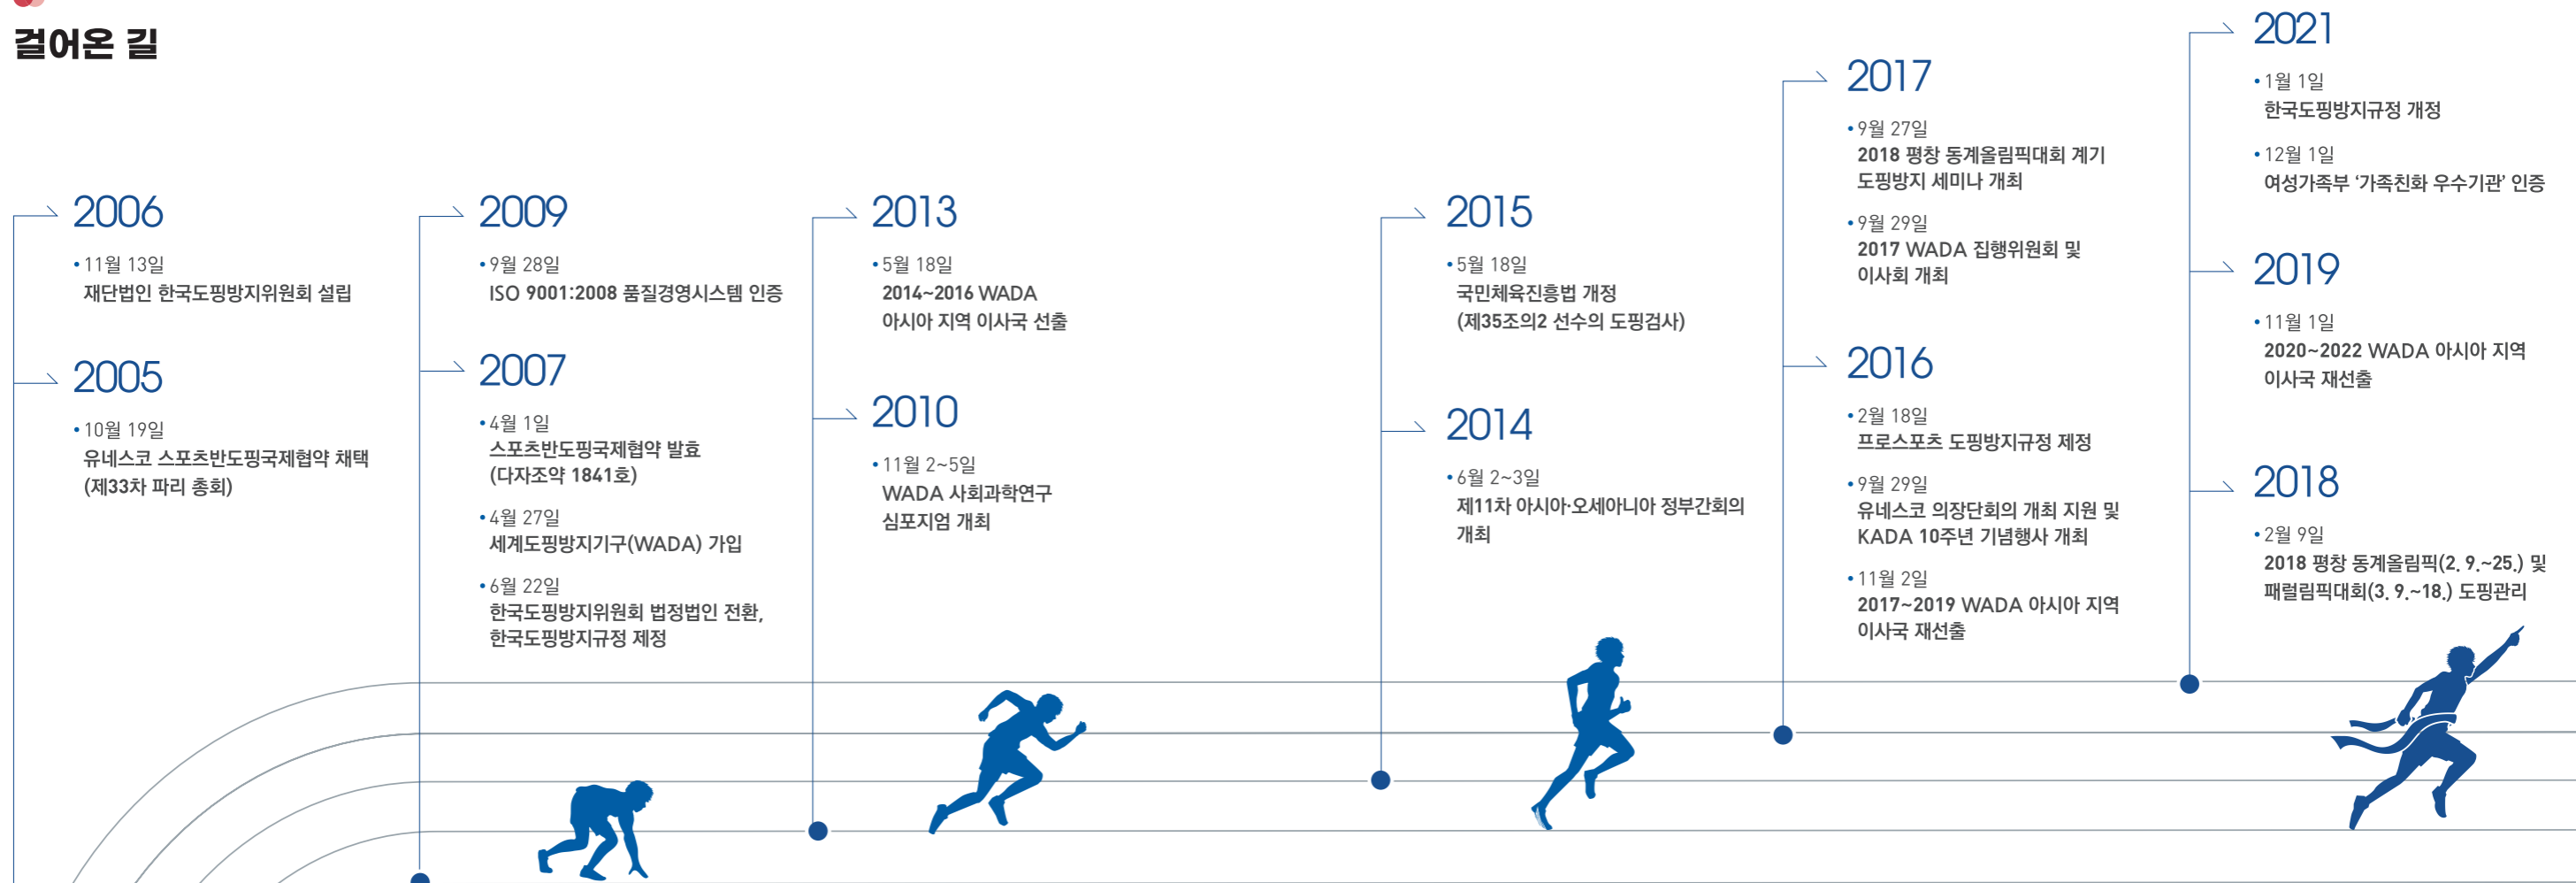 걸어온 길
2006
• 11월 13일
재단법인 한국도핑방지위원회 설립
2005
• 10월 19일
유네스코 스포츠반도핑국제협약 채택
(제33차 파리 총회)
2009
• 9월 28일
ISO 9001:2008 품질경영시스템 인증
2007
• 4월 1일
스포츠반도핑국제협약 발효
(다자조약 1841호)
• 4월 27일
세계도핑방지기구(WADA) 가입
• 6월 22일
한국도핑방지위원회 법정법인 전환,
한국도핑방지규정 제정
2013
• 5월 18일
2014~2016 WADA
아시아 지역 이사국 선출
2010
• 11월 2~5일
WADA 사회과학연구
심포지엄 개최
2015
• 5월 18일
국민체육진흥법 개정
(제35조의2 선수의 도핑검사)
2014
• 6월 2~3일
제11차 아시아·오세아니아 정부간회의
개최
2017
• 9월 27일
2018 평창 동계올림픽대회 계기
도핑방지 세미나 개최
• 9월 29일
2017 WADA 집행위원회 및
이사회 개최
2016
• 2월 18일
프로스포츠 도핑방지규정 제정
• 9월 29일
유네스코 의장단회의 개최 지원 및
KADA 10주년 기념행사 개최
• 11월 2일
2017~2019 WADA 아시아 지역
이사국 재선출
2021
• 1월 1일
한국도핑방지규정 개정
• 12월 1일
여성가족부 ‘가족친화 우수기관’ 인증
2019
• 11월 1일
2020~2022 WADA 아시아 지역
이사국 재선출
2018
• 2월 9일
2018 평창 동계올림픽(2. 9.~25.) 및
패럴림픽대회(3. 9.~18.) 도핑관리